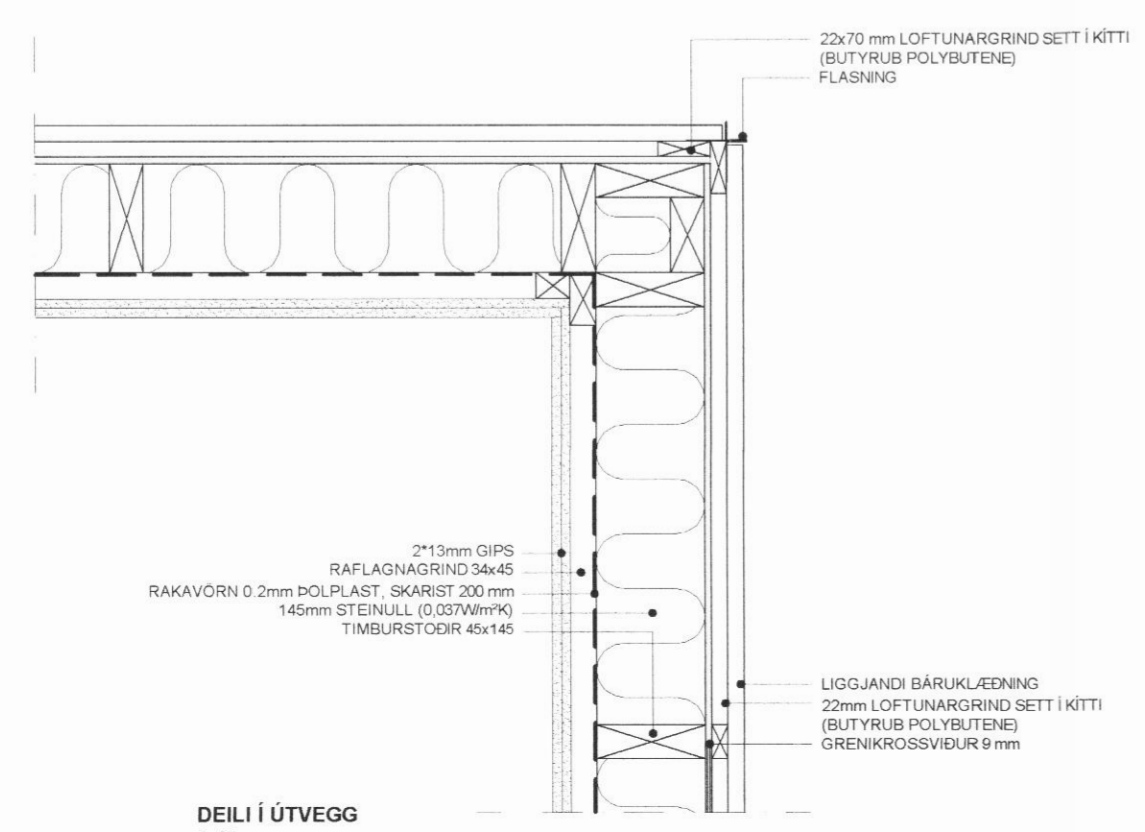 22x70 mm LOFTUNARGRIND SETT Í KÍTTI
(BUTYRUB POLYBUTENE)
FLASNING
2*13mm GIPS
RAFLAGNAGRIND 34x45
RAKAVÖRN 0.2mm ÞOLPLAST, SKARIST 200 mm
145mm STEINULL (0,037W/m²K)
TIMBURSTOÐIR 45x145
LIGGJANDI BÁRUKLÆÐNING
22mm LOFTUNARGRIND SETT Í KÍTTI
(BUTYRUB POLYBUTENE)
GRENIKROSSVIÐUR 9 mm
DEILI Í ÚTVEGG